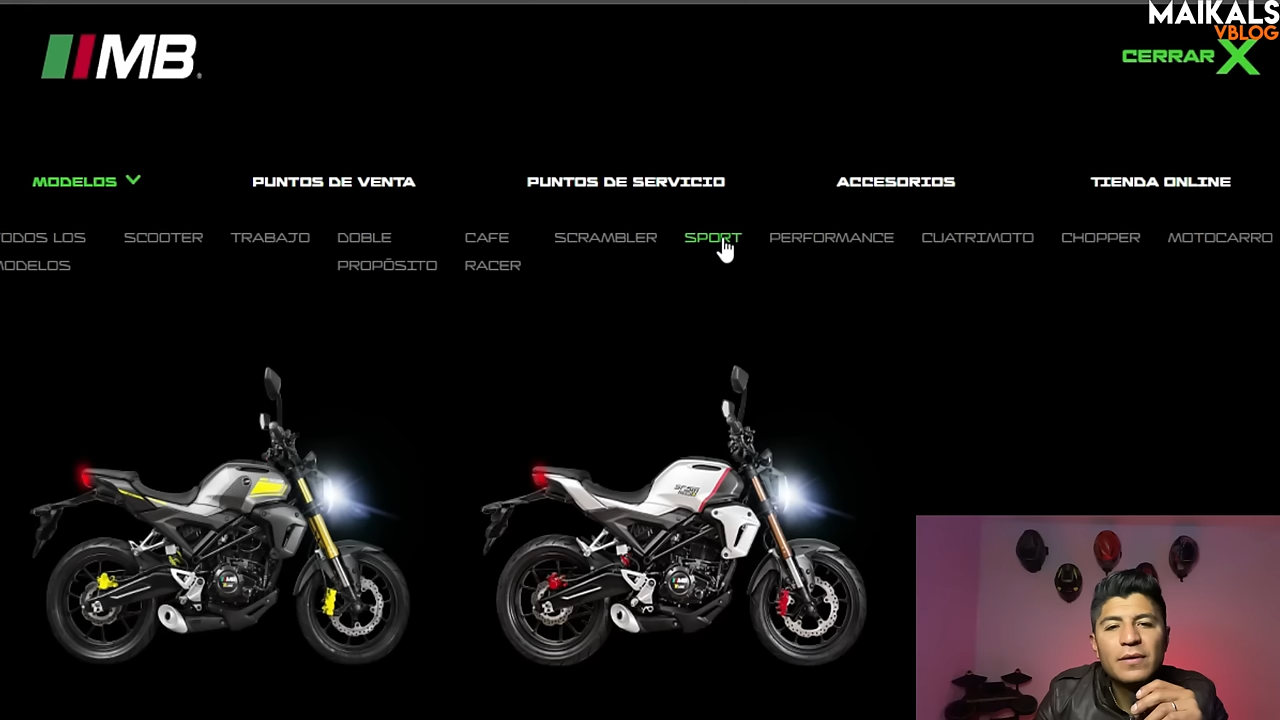 MAIKALS
VBLOG
MB
CERRAR X
MODELOS
PUNTOS DE VENTA
PUNTOS DE SERVICIO
ACCESORIOS
TIENDA ONLINE
ODOS LOS
MODELOS
SCOOTER
TRABAJO
DOBLE
PROPÓSITO
CAFE
RACER
SCRAMBLER
SPORT
PERFORMANCE
CUATRIMOTO
CHOPPER
MOTOCARRO